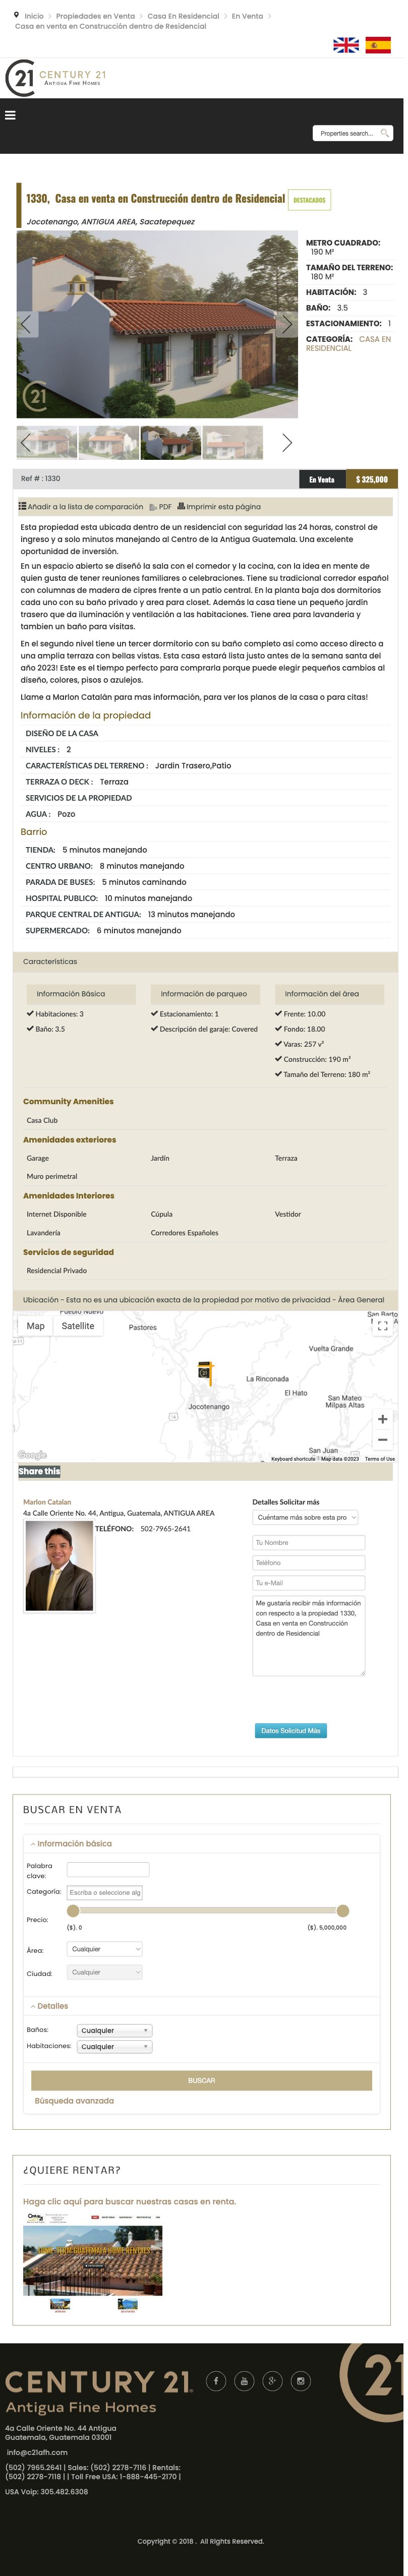 Inicio > Propiedades en Venta > Casa En Residencial > En Venta >
Casa en venta en Construcción dentro de Residencial
21 CENTURY 21
ANTIGUA FINE HOMES
Properties search...
1330, Casa en venta en Construcción dentro de Residencial DESTACADOS
Jocotenango, ANTIGUA AREA, Sacatepequez
METRO CUADRADO:
190 M²
TAMAÑO DEL TERRENO:
180 M²
HABITACIÓN: 3
BAÑO: 3.5
ESTACIONAMIENTO: 1
CATEGORÍA: CASA EN
RESIDENCIAL
21
Ref # : 1330
En Venta
$ 325,000
Añadir a la lista de comparación PDF Imprimir esta página
Esta propiedad esta ubicada dentro de un residencial con seguridad las 24 horas, control de
ingreso y a solo minutos manejando al Centro de la Antigua Guatemala. Una excelente
oportunidad de inversión.
En un espacio abierto se diseñó la sala con el comedor y la cocina, con la idea en mente de
quien gusta de tener reuniones familiares o celebraciones. Tiene su tradicional corredor español
con columnas de madera de cipres frente a un patio central. En la planta baja dos dormitorios
cada uno con su baño privado y area para closet. Además la casa tiene un pequeño jardín
trasero que da iluminación y ventilación a las habitaciones. Tiene area para lavanderia y
tambien un baño para visitas.
En el segundo nivel tiene un tercer dormitorio con su baño completo asi como acceso directo a
una amplia terraza con bellas vistas. Esta casa estará lista justo antes de la semana santa del
año 2023! Este es el tiempo perfecto para comprarla porque puede elegir pequeños cambios al
diseño, colores, pisos o azulejos.
Llame a Marlon Catalán para mas información, para ver los planos de la casa o para citas!
Información de la propiedad
DISEÑO DE LA CASA
NIVELES : 2
CARACTERÍSTICAS DEL TERRENO : Jardín Trasero,Patio
TERRAZA O DECK : Terraza
SERVICIOS DE LA PROPIEDAD
AGUA : Pozo
Barrio
TIENDA: 5 minutos manejando
CENTRO URBANO: 8 minutos manejando
PARADA DE BUSES: 5 minutos caminando
HOSPITAL PUBLICO: 10 minutos manejando
PARQUE CENTRAL DE ANTIGUA: 13 minutos manejando
SUPERMERCADO: 6 minutos manejando
Características
Información Básica
Habitaciones: 3
Baño: 3.5
Información de parqueo
Estacionamiento: 1
Descripción del garaje: Covered
Información del área
Frente: 10.00
Fondo: 18.00
Varas: 257 v²
Construcción: 190 m²
Tamaño del Terreno: 180 m²
Community Amenities
Casa Club
Amenidades exteriores
Garage Jardin Terraza
Muro perimetral
Amenidades Interiores
Internet Disponible Cúpula Vestidor
Lavandería Corredores Españoles
Servicios de seguridad
Residencial Privado
Ubicación - Esta no es una ubicación exacta de la propiedad por motivo de privacidad - Área General
Pueblo Nuevo
San Barto
Map Satellite
Pastores
Vuelta Grande
La Rinconada
El Hato
San Mateo
Milpas Altas
Jocotenango
14
San Juan
Google
Keyboard shortcuts Map data ©2023 Terms of Use
Share this
Marlon Catalan
4a Calle Oriente No. 44, Antigua, Guatemala, ANTIGUA AREA
TELÉFONO: 502-7965-2641
Detalles Solicitar más
Cuéntame más sobre esta pro
Tu Nombre
Teléfono
Tu e-Mail
Me gustaría recibir más información
con respecto a la propiedad 1330,
Casa en venta en Construcción
dentro de Residencial
Datos Solicitud Más
BUSCAR EN VENTA
Información básica
Palabra
clave:
Categoría: Escriba o seleccione alg
Precio:
($). 0 ($). 5,000,000
Área: Cualquier
Ciudad: Cualquier
Detalles
Baños: Cualquier
Habitaciones: Cualquier
BUSCAR
Búsqueda avanzada
¿QUIERE RENTAR?
Haga clic aquí para buscar nuestras casas en renta.
CENTURY 21.
Antigua Fine Homes
21
4a Calle Oriente No. 44 Antigua
Guatemala, Guatemala 03001
info@c21afh.com
(502) 7965.2641 | Sales: (502) 2278-7116 | Rentals:
(502) 2278-7118 | | Toll Free USA: 1-888-445-2170 |
USA Voip: 305.482.6308
Copyright © 2018 . All Rights Reserved.